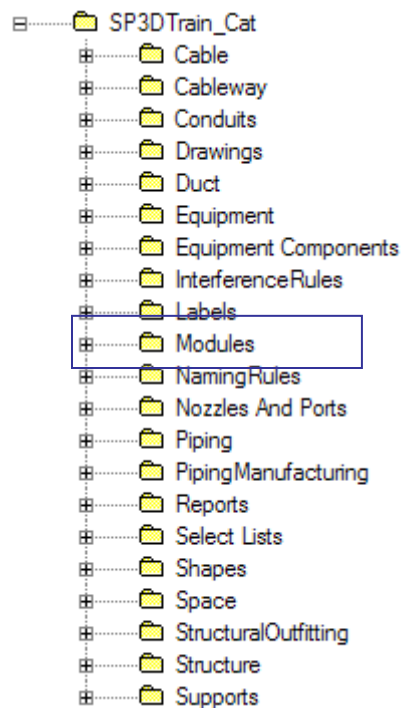 SP3DTrain_Cat
Cable
Cableway
Conduits
Drawings
Duct
Equipment
Equipment Components
InterferenceRules
Labels
Modules
NamingRules
Nozzles And Ports
Piping
PipingManufacturing
Reports
Select Lists
Shapes
Space
StructuralOutfitting
Structure
Supports